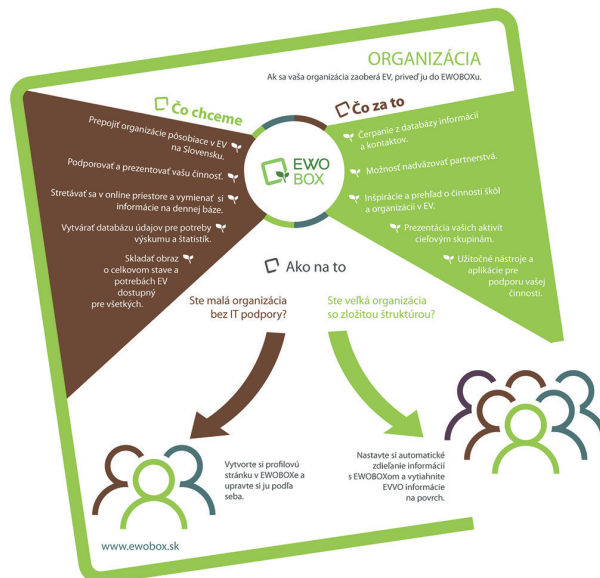 ORGANIZÁCIA
Ak sa vaša organizácia zaoberá EV, priveď ju do EWOBOXu.
Čo chceme
Prepojiť organizácie pôsobiace v EV
na Slovensku.
Podporovať a prezentovať vašu činnosť.
Stretávať sa v online priestore a vymieňať si
informácie na dennej báze.
Vytvárať databázu údajov pre potreby
výskumu a štatistík.
Skladať obraz
o celkovom stave a
potrebách EV
dostupný
pre všetkých.
EWO
BOX
Čo za to
Čerpanie z databázy informácií
a kontaktov.
Možnosť nadväzovať partnerstvá.
Inšpirácie a prehľad o činnosti škôl
a organizácií v EV.
Prezentácia vašich aktivít
cieľovým skupinám.
Užitočné nástroje a
aplikácie pre
podporu vašej
činnosti.
Ako na to
Ste malá organizácia
bez IT podpory?
Ste veľká organizácia
so zložitou štruktúrou?
Vytvorte si profilovú
stránku v EWOBOXe a
upravte si ju podľa
seba.
Nastavte si automatické
zdieľanie informácií
s EWOBOXom a vytiahnite
EVVO informácie
na povrch.
www.ewobox.sk